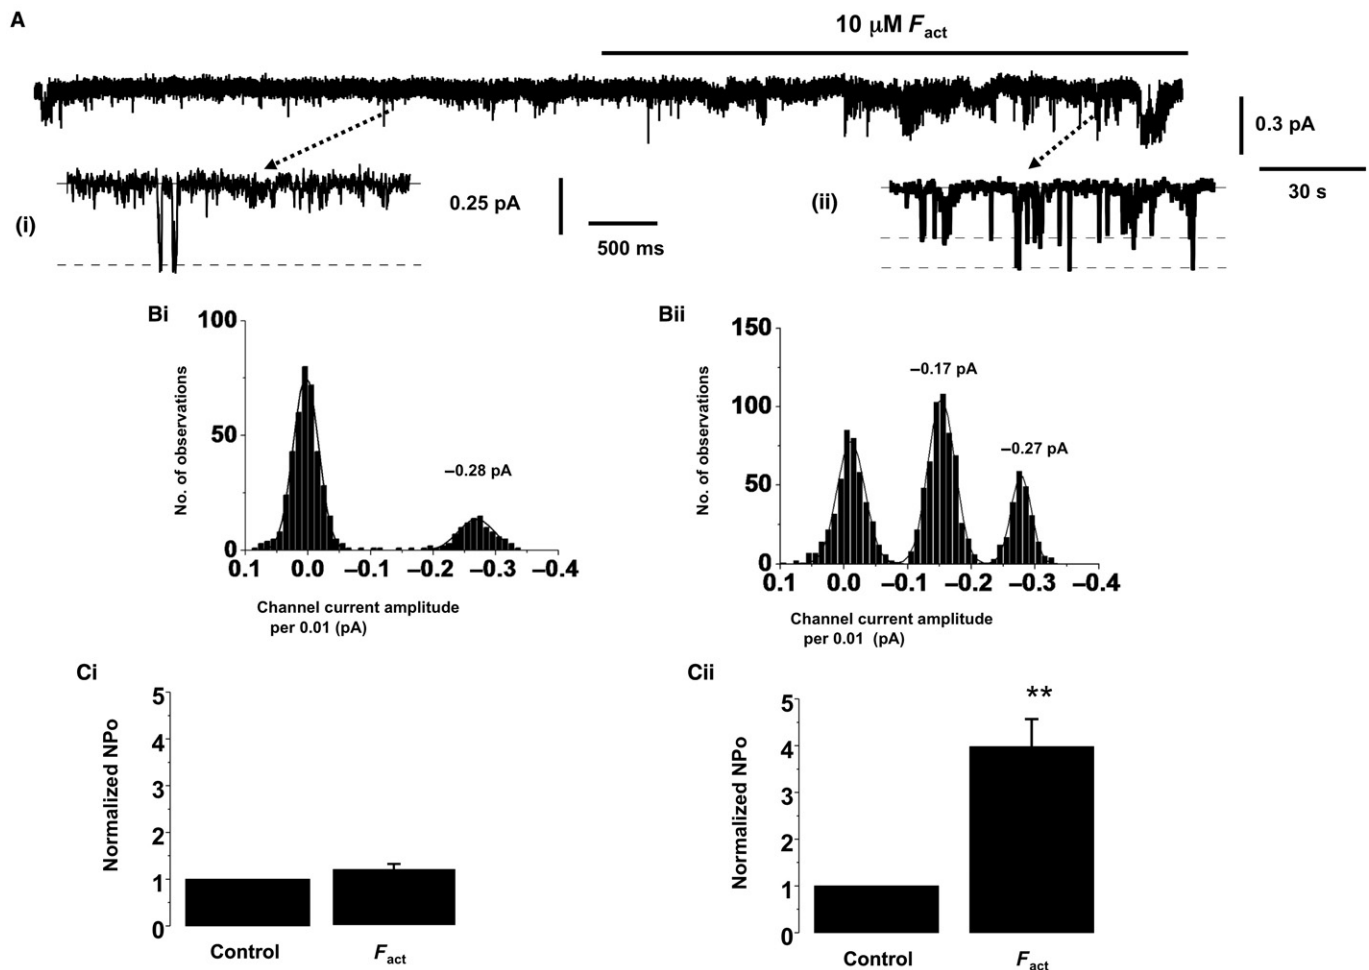 A
10 µM Fact
0.3 pA
30 s
(i)
0.25 pA
500 ms
(ii)
Bi
100
50
0
No. of observations
–0.28 pA
0.1 0.0 –0.1 –0.2 –0.3 –0.4
Channel current amplitude
per 0.01 (pA)
Bii
150
100
50
0
No. of observations
–0.17 pA
–0.27 pA
0.1 0.0 –0.1 –0.2 –0.3 –0.4
Channel current amplitude
per 0.01 (pA)
Ci
5
4
3
2
1
0
Normalized NPo
Control
Fact
Cii
5
4
3
2
1
0
Normalized NPo
**
Control
Fact